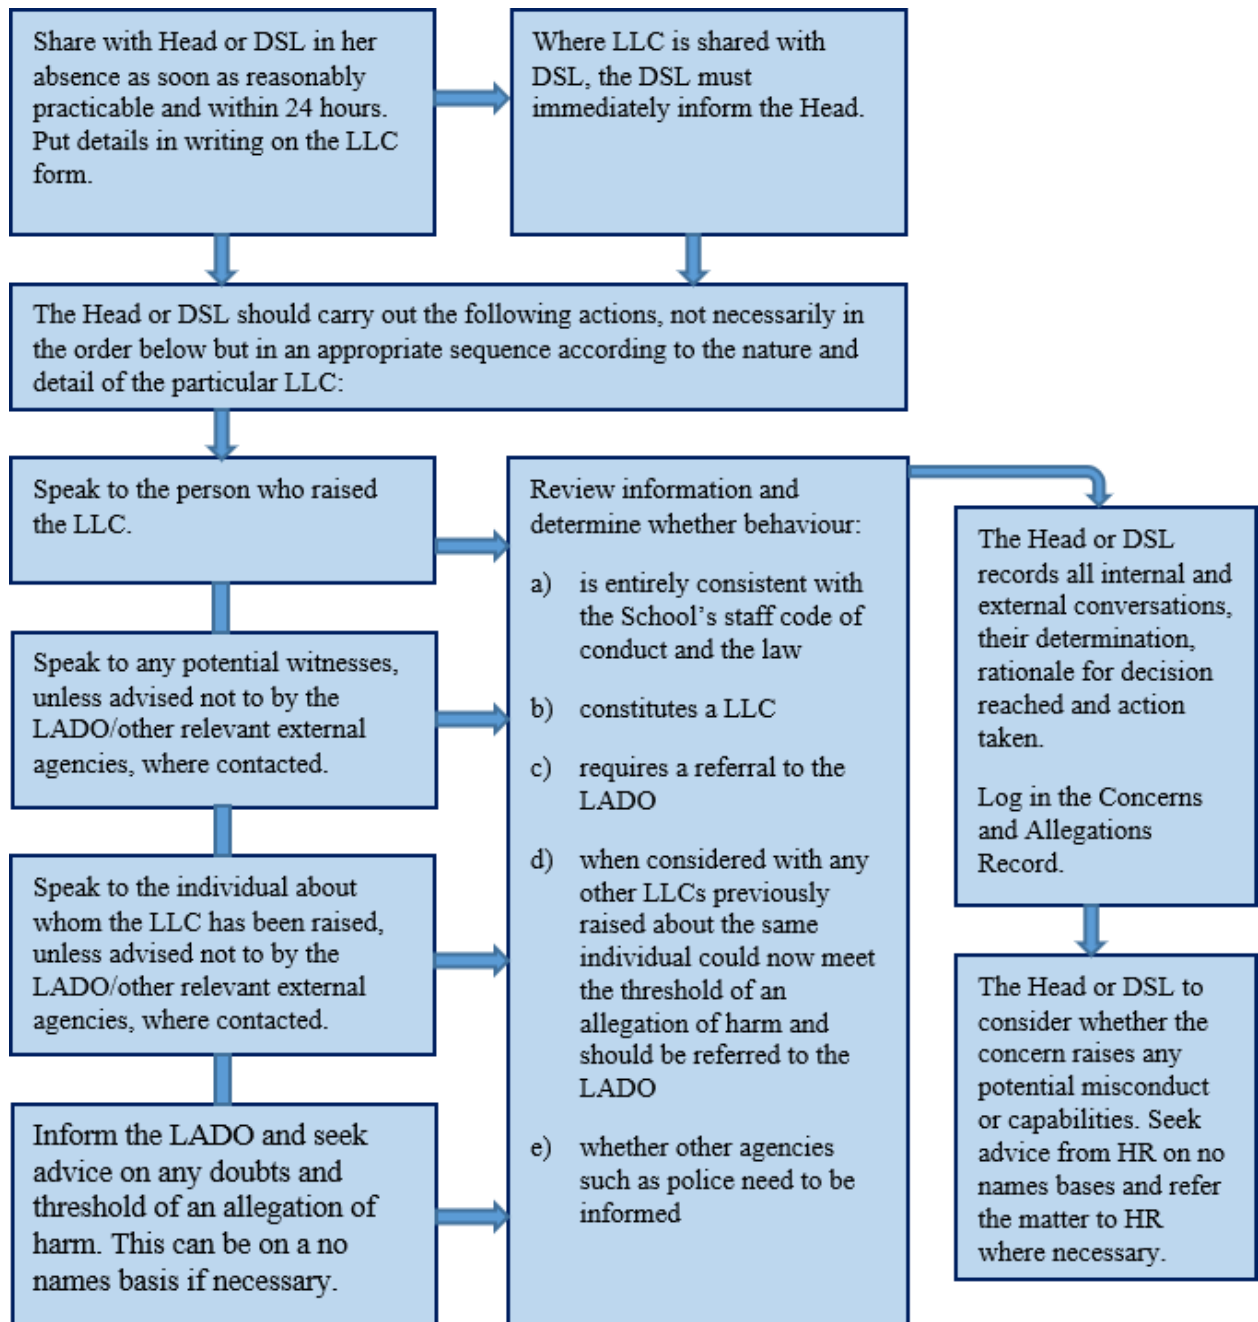 Share with Head or DSL in her
absence as soon as reasonably
practicable and within 24 hours.
Put details in writing on the LLC
form.
Where LLC is shared with
DSL, the DSL must
immediately inform the Head.
The Head or DSL should carry out the following actions, not necessarily in
the order below but in an appropriate sequence according to the nature and
detail of the particular LLC:
Speak to the person who raised
the LLC.
Speak to any potential witnesses,
unless advised not to by the
LADO/other relevant external
agencies, where contacted.
Speak to the individual about
whom the LLC has been raised,
unless advised not to by the
LADO/other relevant external
agencies, where contacted.
Inform the LADO and seek
advice on any doubts and
threshold of an allegation of
harm. This can be on a no
names basis if necessary.
Review information and
determine whether behaviour:
a) is entirely consistent with
the School’s staff code of
conduct and the law
b) constitutes a LLC
c) requires a referral to the
LADO
d) when considered with any
other LLCs previously
raised about the same
individual could now meet
the threshold of an
allegation of harm and
should be referred to the
LADO
e) whether other agencies
such as police need to be
informed
The Head or DSL
records all internal and
external conversations,
their determination,
rationale for decision
reached and action
taken.
Log in the Concerns
and Allegations
Record.
The Head or DSL to
consider whether the
concern raises any
potential misconduct
or capabilities. Seek
advice from HR on no
names bases and refer
the matter to HR
where necessary.